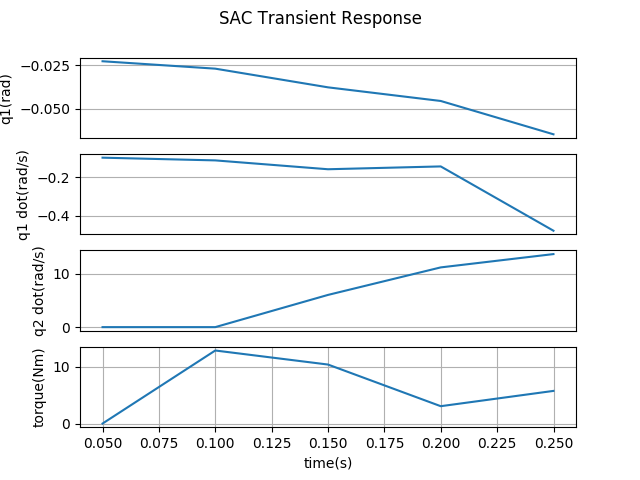 SAC Transient Response
−0.025
−0.050
q1(rad)
−0.2
−0.4
q1 dot(rad/s)
10
0
q2 dot(rad/s)
10
0
torque(Nm)
0.050 0.075 0.100 0.125 0.150 0.175 0.200 0.225 0.250
time(s)